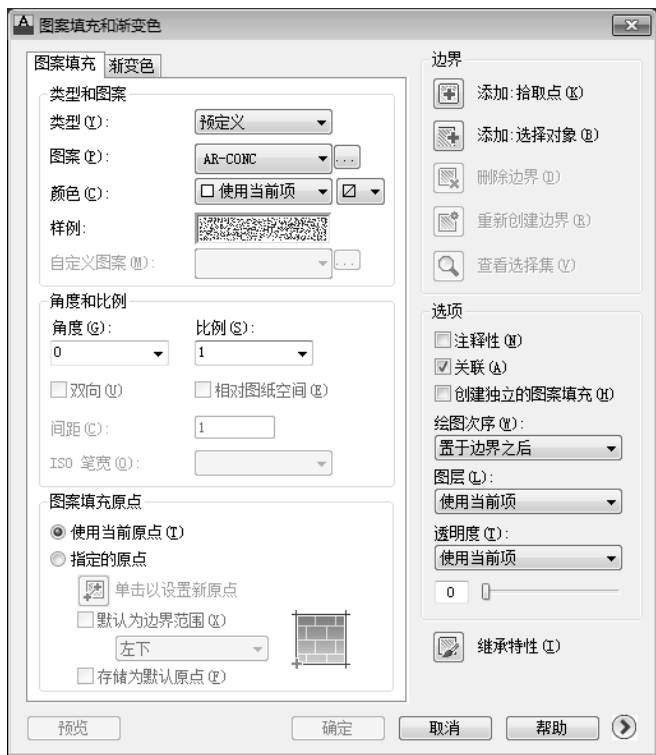 图案填充和渐变色
图案填充 渐变色
类型和图案
类型(Y): 预定义
图案(P): AR-CONC ...
颜色(C): 使用当前项
样例:
自定义图案(M): ...
角度和比例
角度(G): 比例(S):
0 1
双向(U) 相对图纸空间(E)
间距(C): 1
ISO 笔宽(O):
图案填充原点
使用当前原点(T)
指定的原点
单击以设置新原点
默认为边界范围(X)
左下
存储为默认原点(F)
边界
添加:拾取点(K)
添加:选择对象(B)
删除边界(D)
重新创建边界(R)
查看选择集(V)
选项
注释性(N)
关联(A)
创建独立的图案填充(H)
绘图次序(W):
置于边界之后
图层(L):
使用当前项
透明度(T):
使用当前项
0
继承特性(I)
预览 确定 取消 帮助